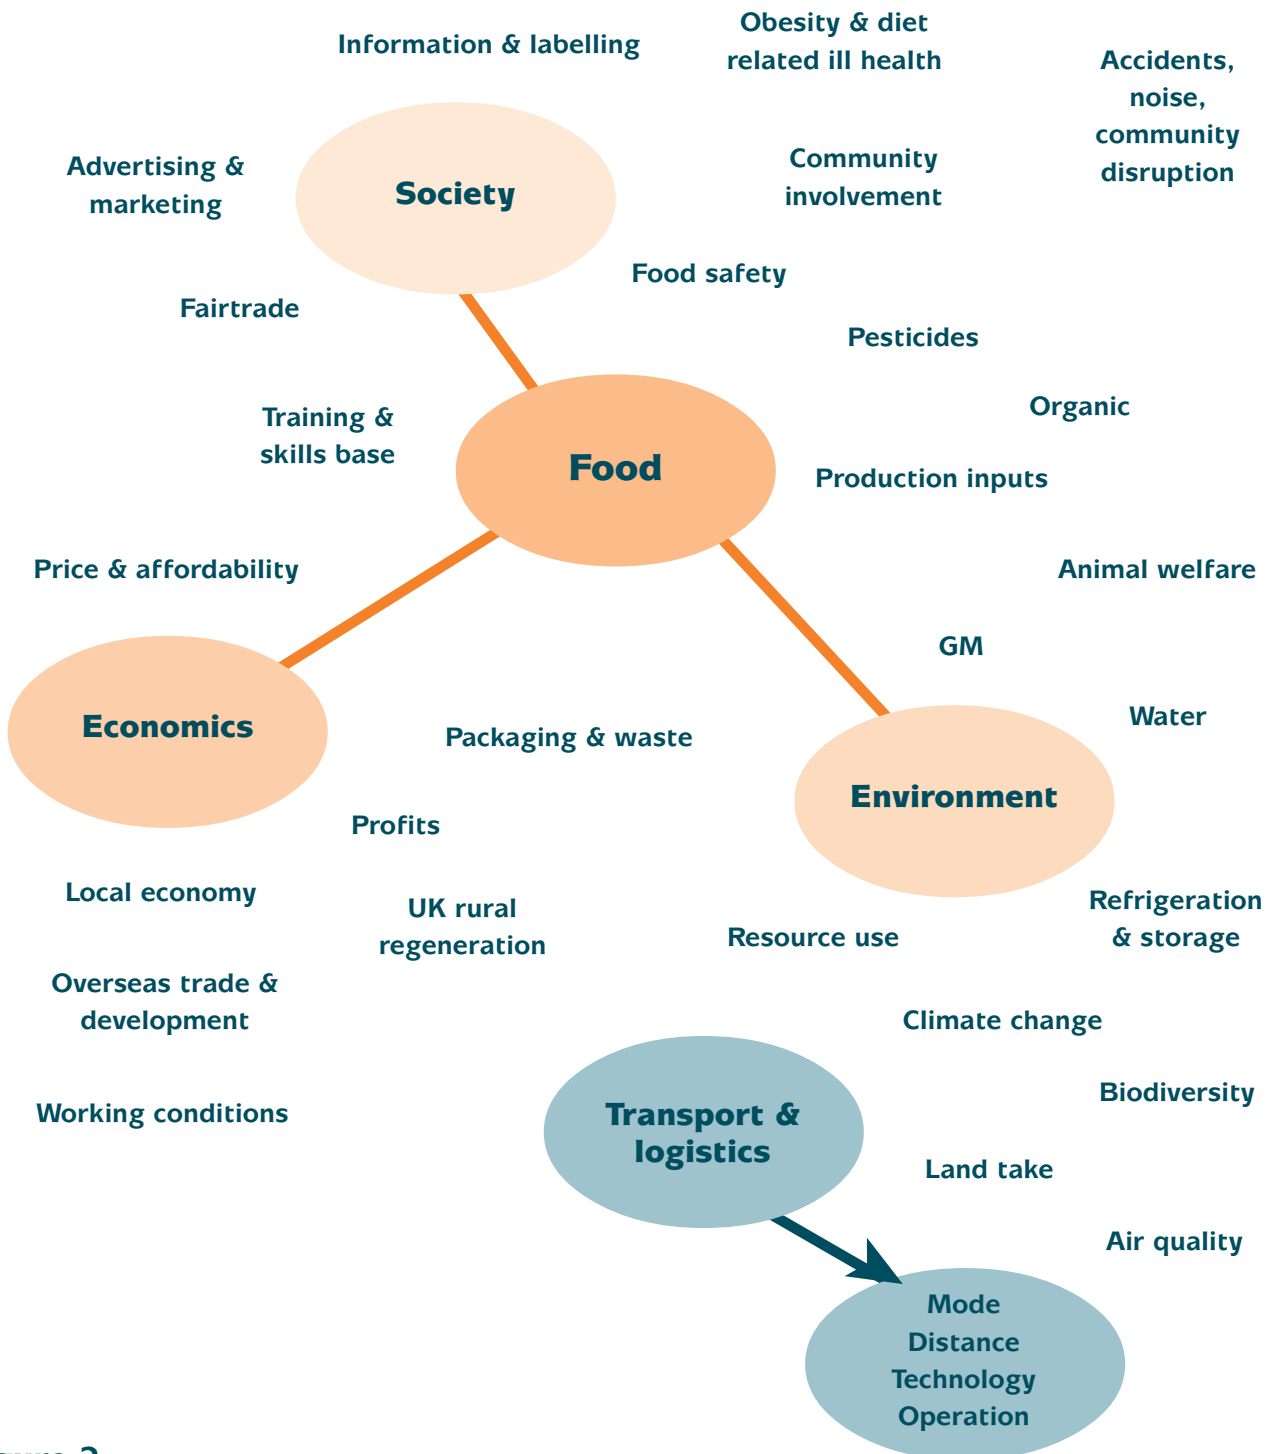 Obesity & diet
related ill health
Information & labelling
Accidents,
noise,
community
disruption
Advertising &
marketing
Society
Community
involvement
Food safety
Fairtrade
Pesticides
Organic
Training &
skills base
Food
Production inputs
Price & affordability
Animal welfare
GM
Water
Economics
Packaging & waste
Environment
Profits
Local economy
UK rural
regeneration
Refrigeration
& storage
Resource use
Overseas trade &
development
Climate change
Working conditions
Transport &
logistics
Biodiversity
Land take
Air quality
Mode
Distance
Technology
Operation